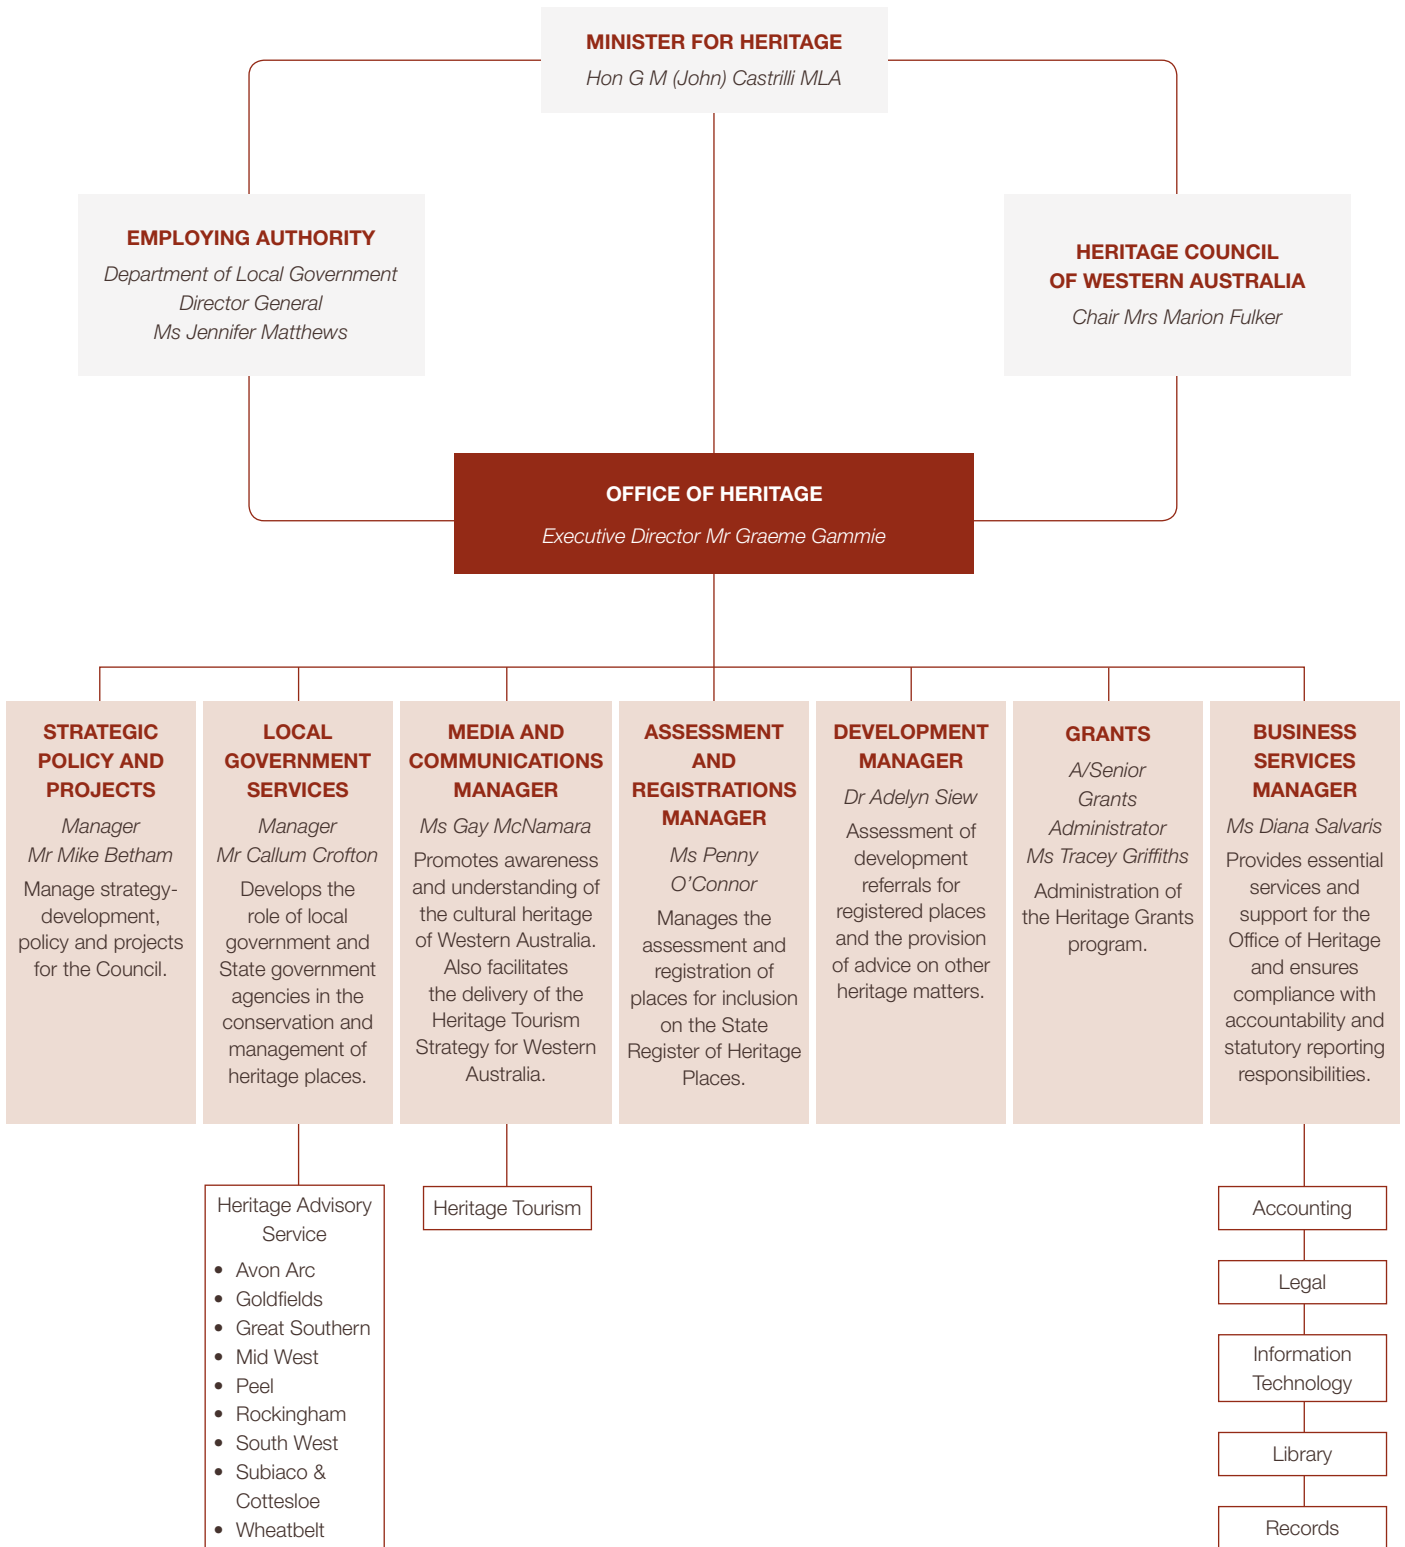 MINISTER FOR HERITAGE
Hon G M (John) Castrilli MLA
EMPLOYING AUTHORITY
Department of Local Government
Director General
Ms Jennifer Matthews
HERITAGE COUNCIL
OF WESTERN AUSTRALIA
Chair Mrs Marion Fulker
OFFICE OF HERITAGE
Executive Director Mr Graeme Gammie
STRATEGIC
POLICY AND
PROJECTS
Manager
Mr Mike Betham
Manage strategy-
development,
policy and projects
for the Council.
LOCAL
GOVERNMENT
SERVICES
Manager
Mr Callum Crofton
Develops the
role of local
government and
State government
agencies in the
conservation and
management of
heritage places.
MEDIA AND
COMMUNICATIONS
MANAGER
Ms Gay McNamara
Promotes awareness
and understanding of
the cultural heritage
of Western Australia.
Also facilitates
the delivery of the
Heritage Tourism
Strategy for Western
Australia.
ASSESSMENT
AND
REGISTRATIONS
MANAGER
Ms Penny
O'Connor
Manages the
assessment and
registration of
places for inclusion
on the State
Register of Heritage
Places.
DEVELOPMENT
MANAGER
Dr Adelyn Siew
Assessment of
development
referrals for
registered places
and the provision
of advice on other
heritage matters.
GRANTS
A/Senior
Grants
Administrator
Ms Tracey Griffiths
Administration of
the Heritage Grants
program.
BUSINESS
SERVICES
MANAGER
Ms Diana Salvaris
Provides essential
services and
support for the
Office of Heritage
and ensures
compliance with
accountability and
statutory reporting
responsibilities.
Heritage Advisory
Service
• Avon Arc
• Goldfields
• Great Southern
• Mid West
• Peel
• Rockingham
• South West
• Subiaco &
Cottesloe
• Wheatbelt
Heritage Tourism
Accounting
Legal
Information
Technology
Library
Records